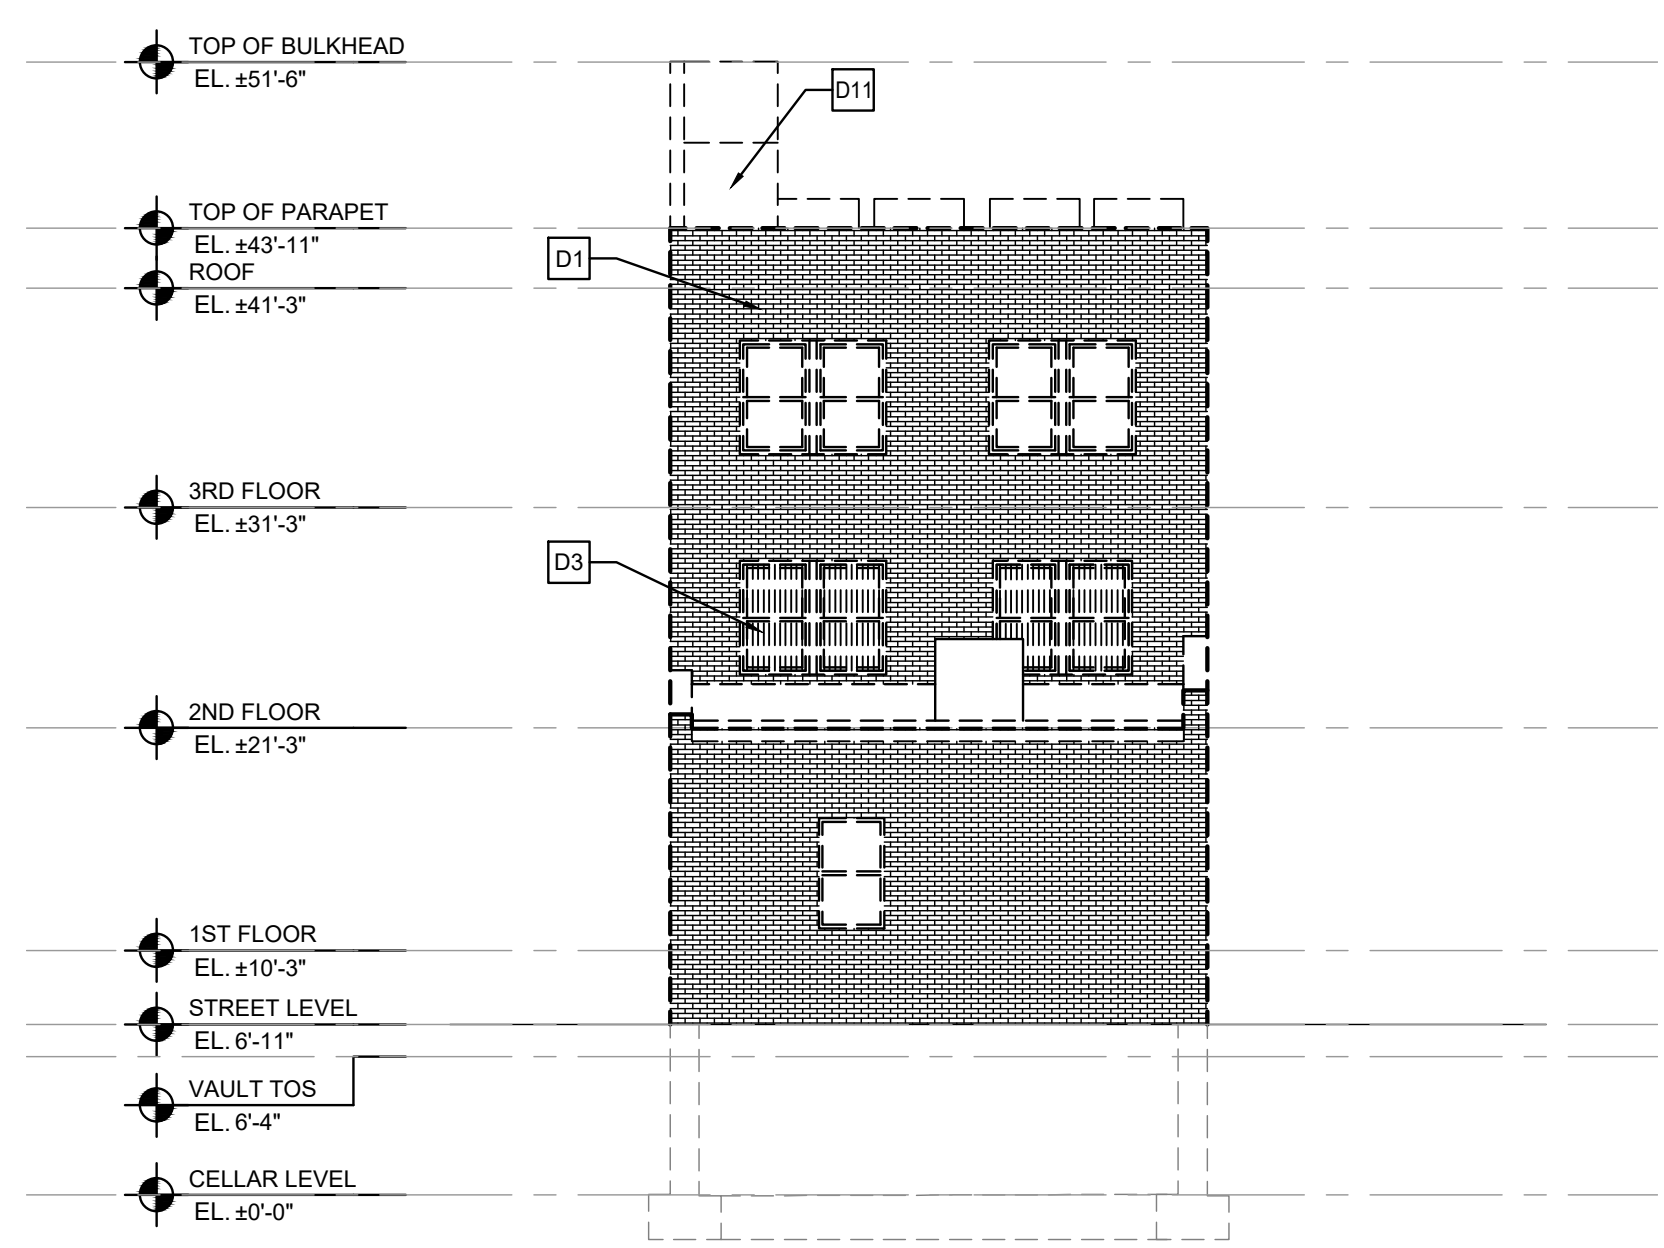 TOP OF BULKHEAD
EL. ±51'-6"
D11
TOP OF PARAPET
EL. ±43'-11"
D1
ROOF
EL. ±41'-3"
3RD FLOOR
EL. ±31'-3"
D3
2ND FLOOR
EL. ±21'-3"
1ST FLOOR
EL. ±10'-3"
STREET LEVEL
EL. 6'-11"
VAULT TOS
EL. 6'-4"
CELLAR LEVEL
EL. ±0'-0"